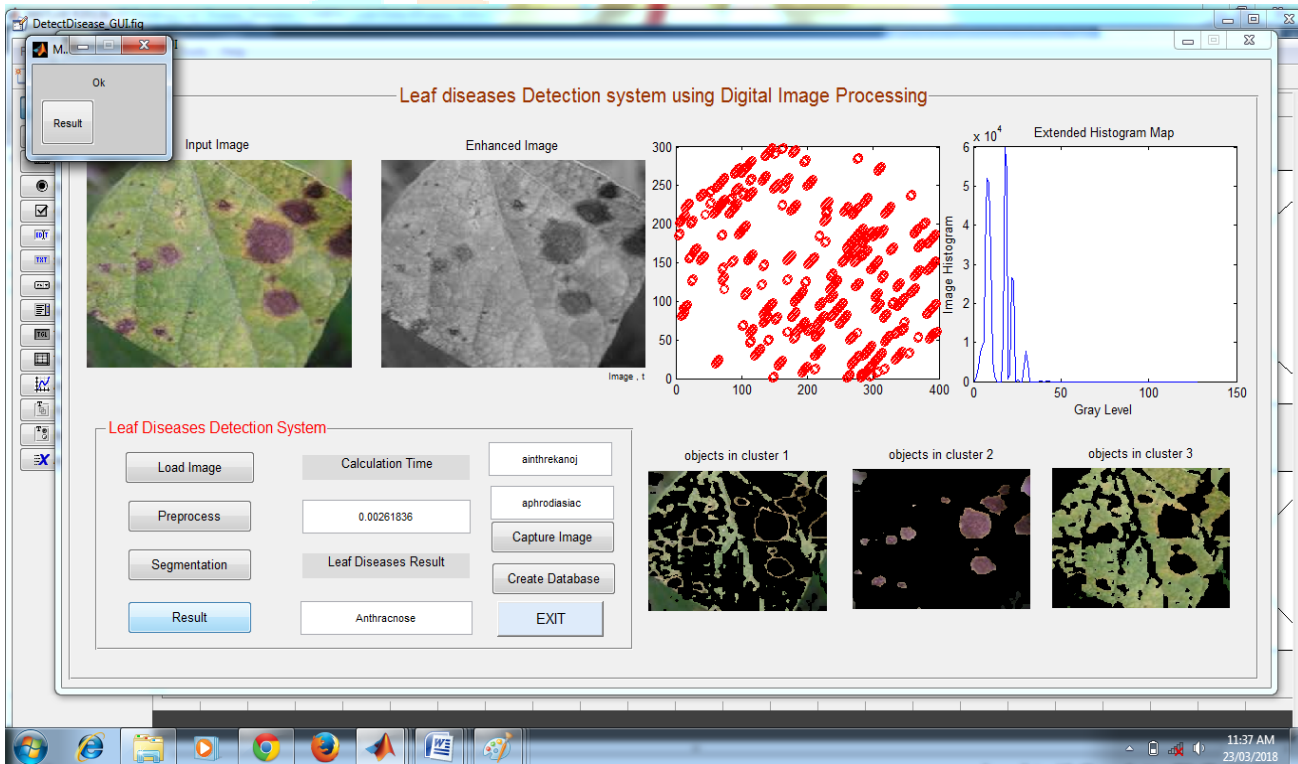 DetectDisease_GUI.fig
M...
Ok
Result
Leaf diseases Detection system using Digital Image Processing
Input Image
Enhanced Image
Image , t
300
250
200
150
100
50
0
0
100
200
300
400
Extended Histogram Map
x 10^4
Image Histogram
6
5
4
3
2
1
0
0
50
100
150
Gray Level
Leaf Diseases Detection System
Load Image
Calculation Time
ainthrekanoj
Preprocess
0.00261836
aphrodiasiac
Capture Image
Segmentation
Leaf Diseases Result
Create Database
Result
Anthracnose
EXIT
objects in cluster 1
objects in cluster 2
objects in cluster 3
TXT
TGL
11:37 AM
23/03/2018